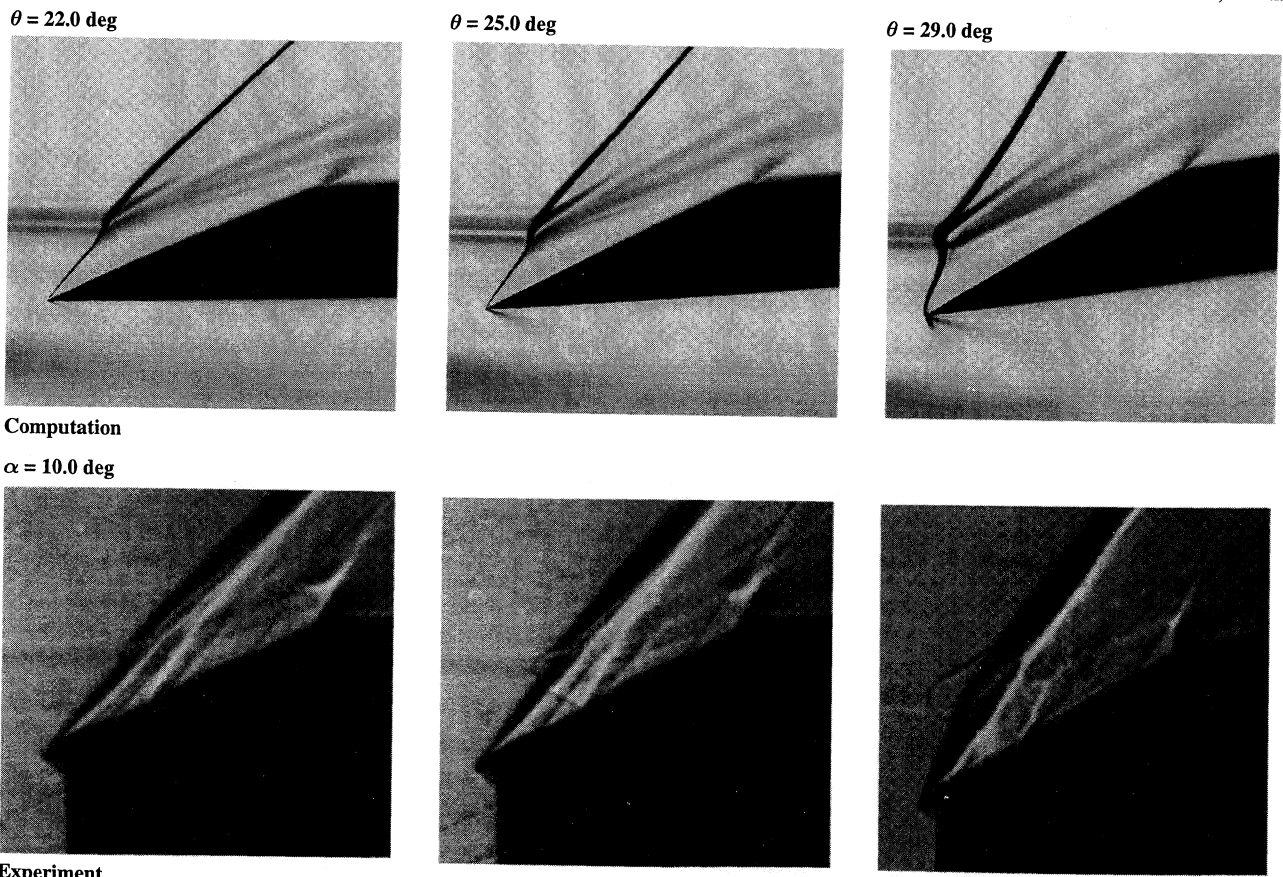 θ = 22.0 deg
θ = 25.0 deg
θ = 29.0 deg
Computation
α = 10.0 deg
Experiment